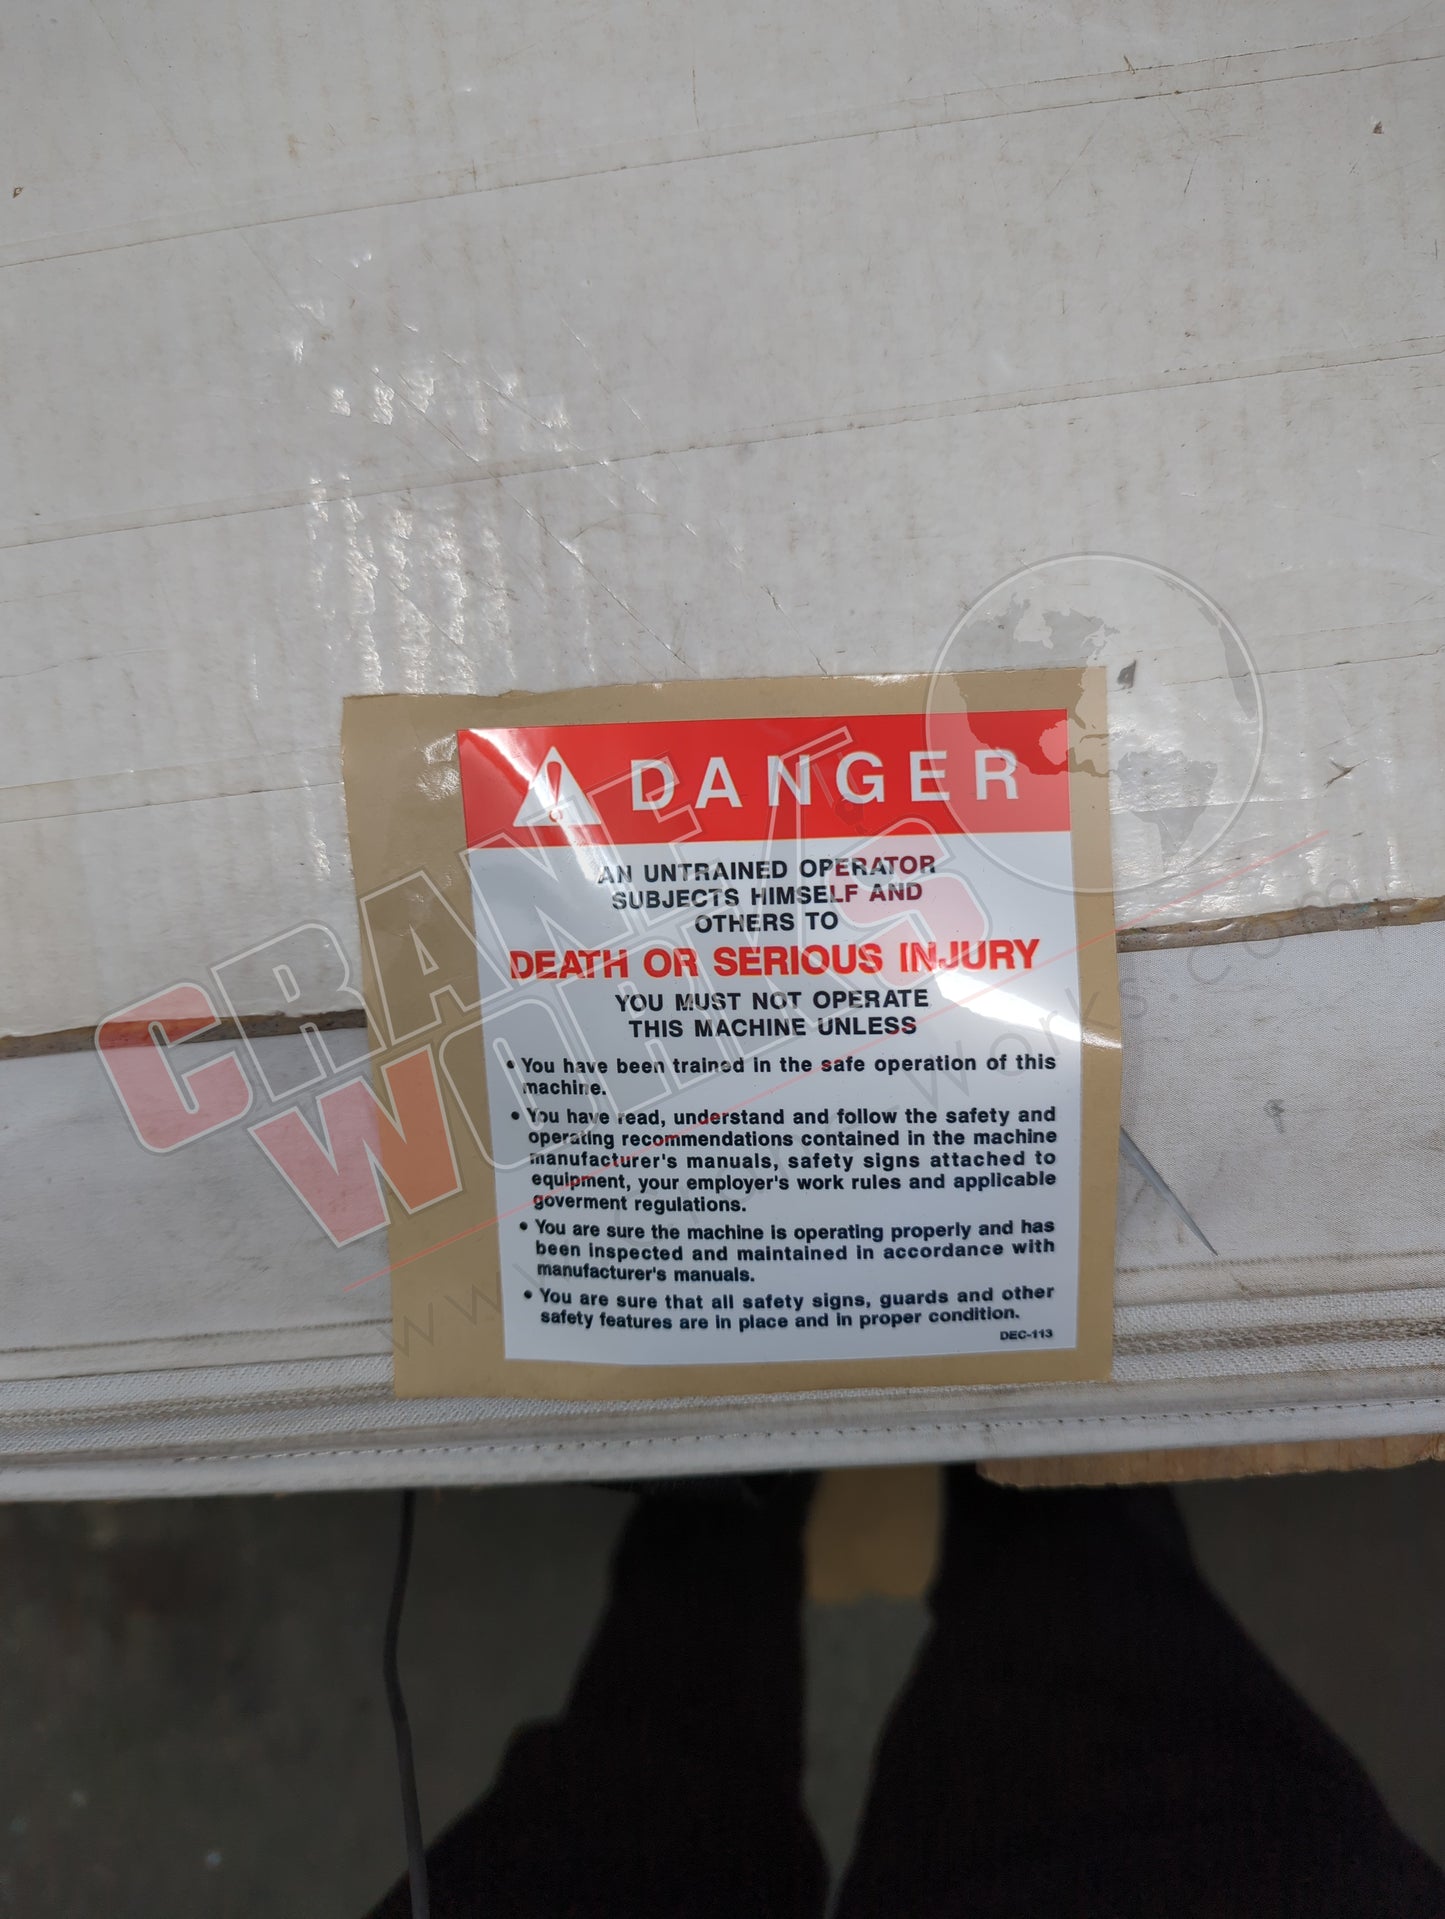 DANGER
AN UNTRAINED OPERATOR
SUBJECTS HIMSELF AND
OTHERS TO
DEATH OR SERIOUS INJURY
YOU MUST NOT OPERATE
THIS MACHINE UNLESS
• You have been trained in the safe operation of this
machine.
• You have read, understand and follow the safety and
operating recommendations contained in the machine
manufacturer's manuals, safety signs attached to
equipment, your employer's work rules and applicable
goverment regulations.
• You are sure the machine is operating properly and has
been inspected and maintained in accordance with
manufacturer's manuals.
• You are sure that all safety signs, guards and other
safety features are in place and in proper condition.
DEC-113
CRANE
WORKS
www.crane-works.com